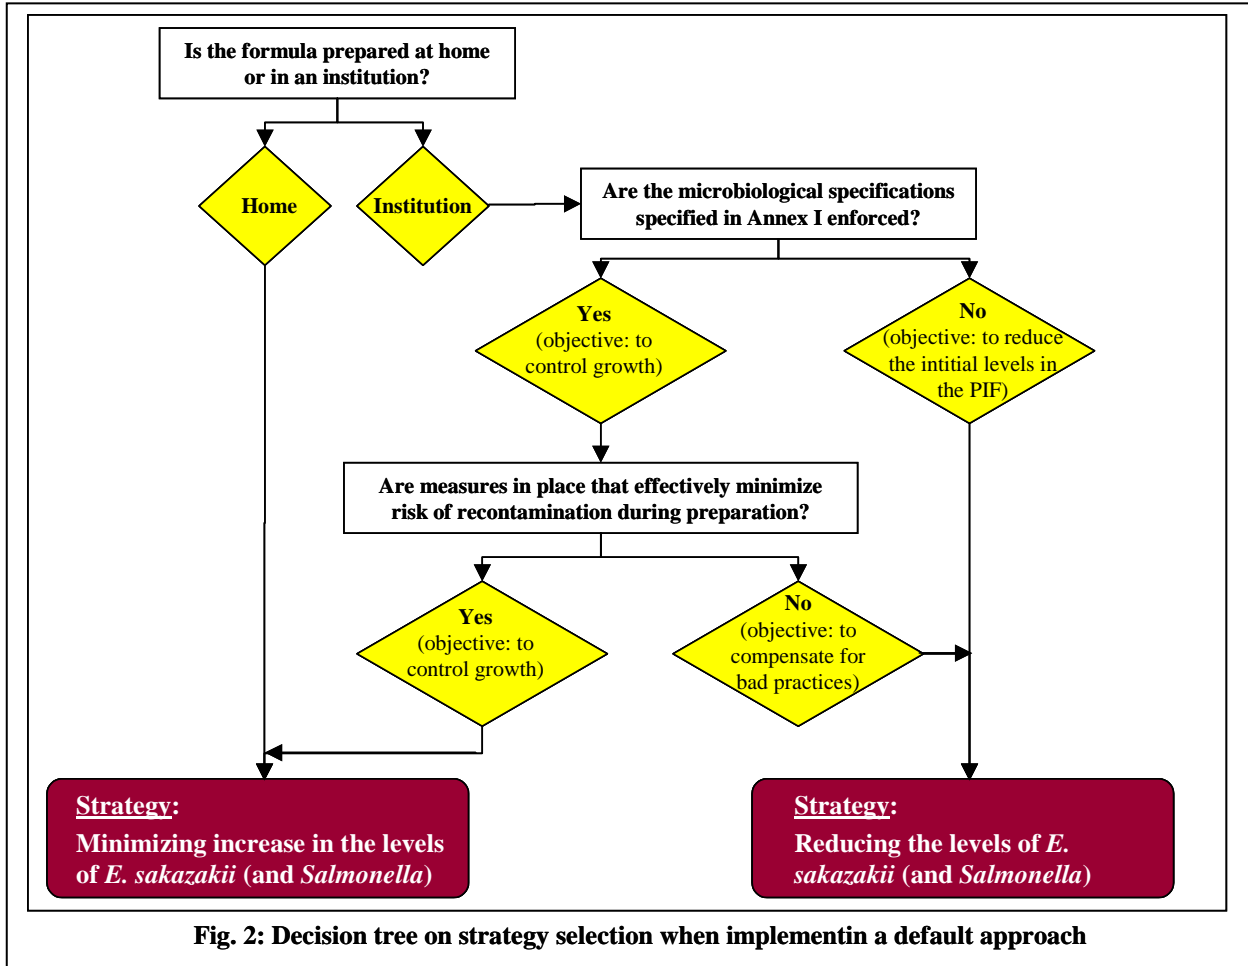 Is the formula prepared at home
or in an institution?
Home
Institution
Are the microbiological specifications
specified in Annex I enforced?
Yes
(objective: to
control growth)
No
(objective: to reduce
the intitial levels in
the PIF)
Are measures in place that effectively minimize
risk of recontamination during preparation?
Yes
(objective: to
control growth)
No
(objective: to
compensate for
bad practices)
Strategy:
Minimizing increase in the levels
of E. sakazakii (and Salmonella)
Strategy:
Reducing the levels of E.
sakazakii (and Salmonella)
Fig. 2: Decision tree on strategy selection when implementin a default approach